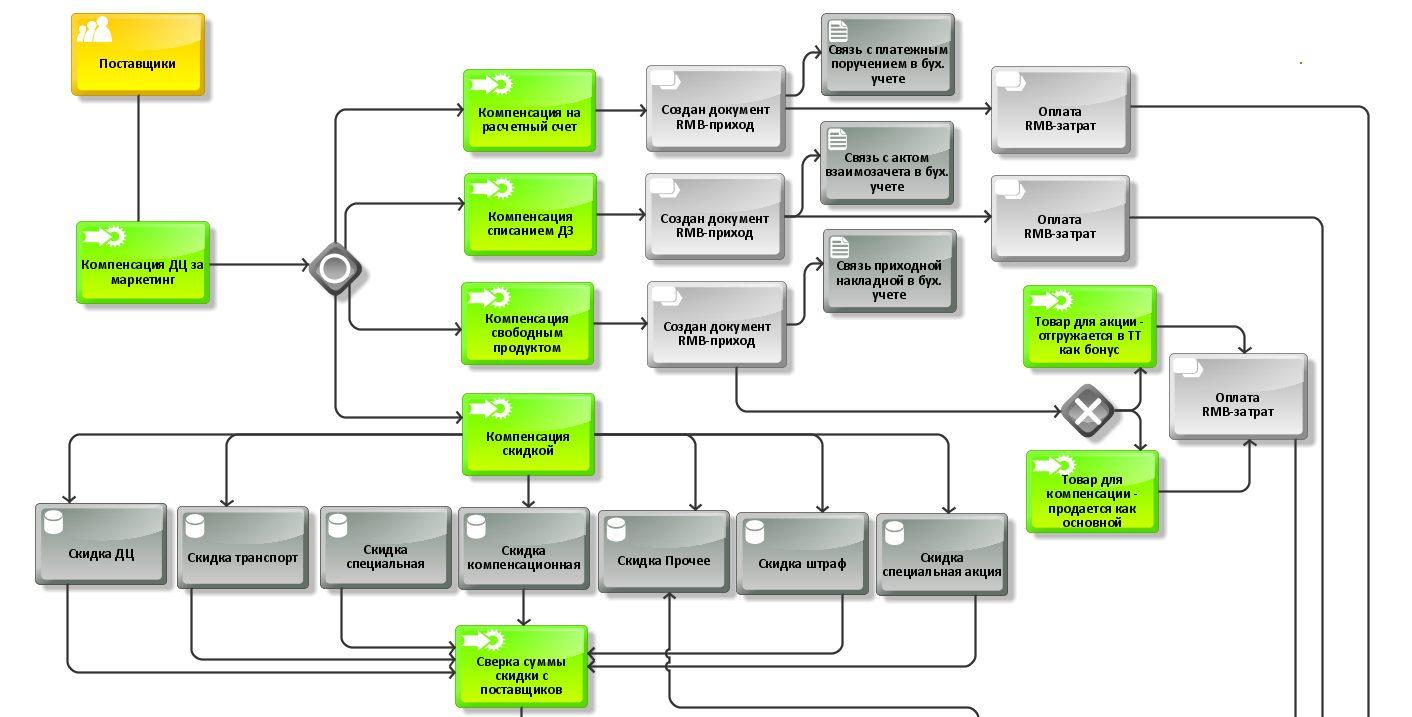 Поставщики
Компенсация ДЦ за
маркетинг
Компенсация на
расчетный счет
Создан документ
RMB-приход
Связь с платежным
поручением в бух.
учете
Оплата
RMB-затрат
Компенсация
списанием ДЗ
Создан документ
RMB-приход
Связь с актом
взаимозачета в бух.
учете
Оплата
RMB-затрат
Компенсация
свободным
продуктом
Создан документ
RMB-приход
Связь приходной
накладной в бух.
учете
Товар для акции -
отгружается в ТТ
как бонус
Оплата
RMB-затрат
Товар для
компенсации -
продается как
основной
Компенсация
скидкой
Скидка ДЦ
Скидка транспорт
Скидка
специальная
Скидка
компенсационная
Скидка Прочее
Скидка штраф
Скидка
специальная акция
Сверка суммы
скидки с
поставщиков